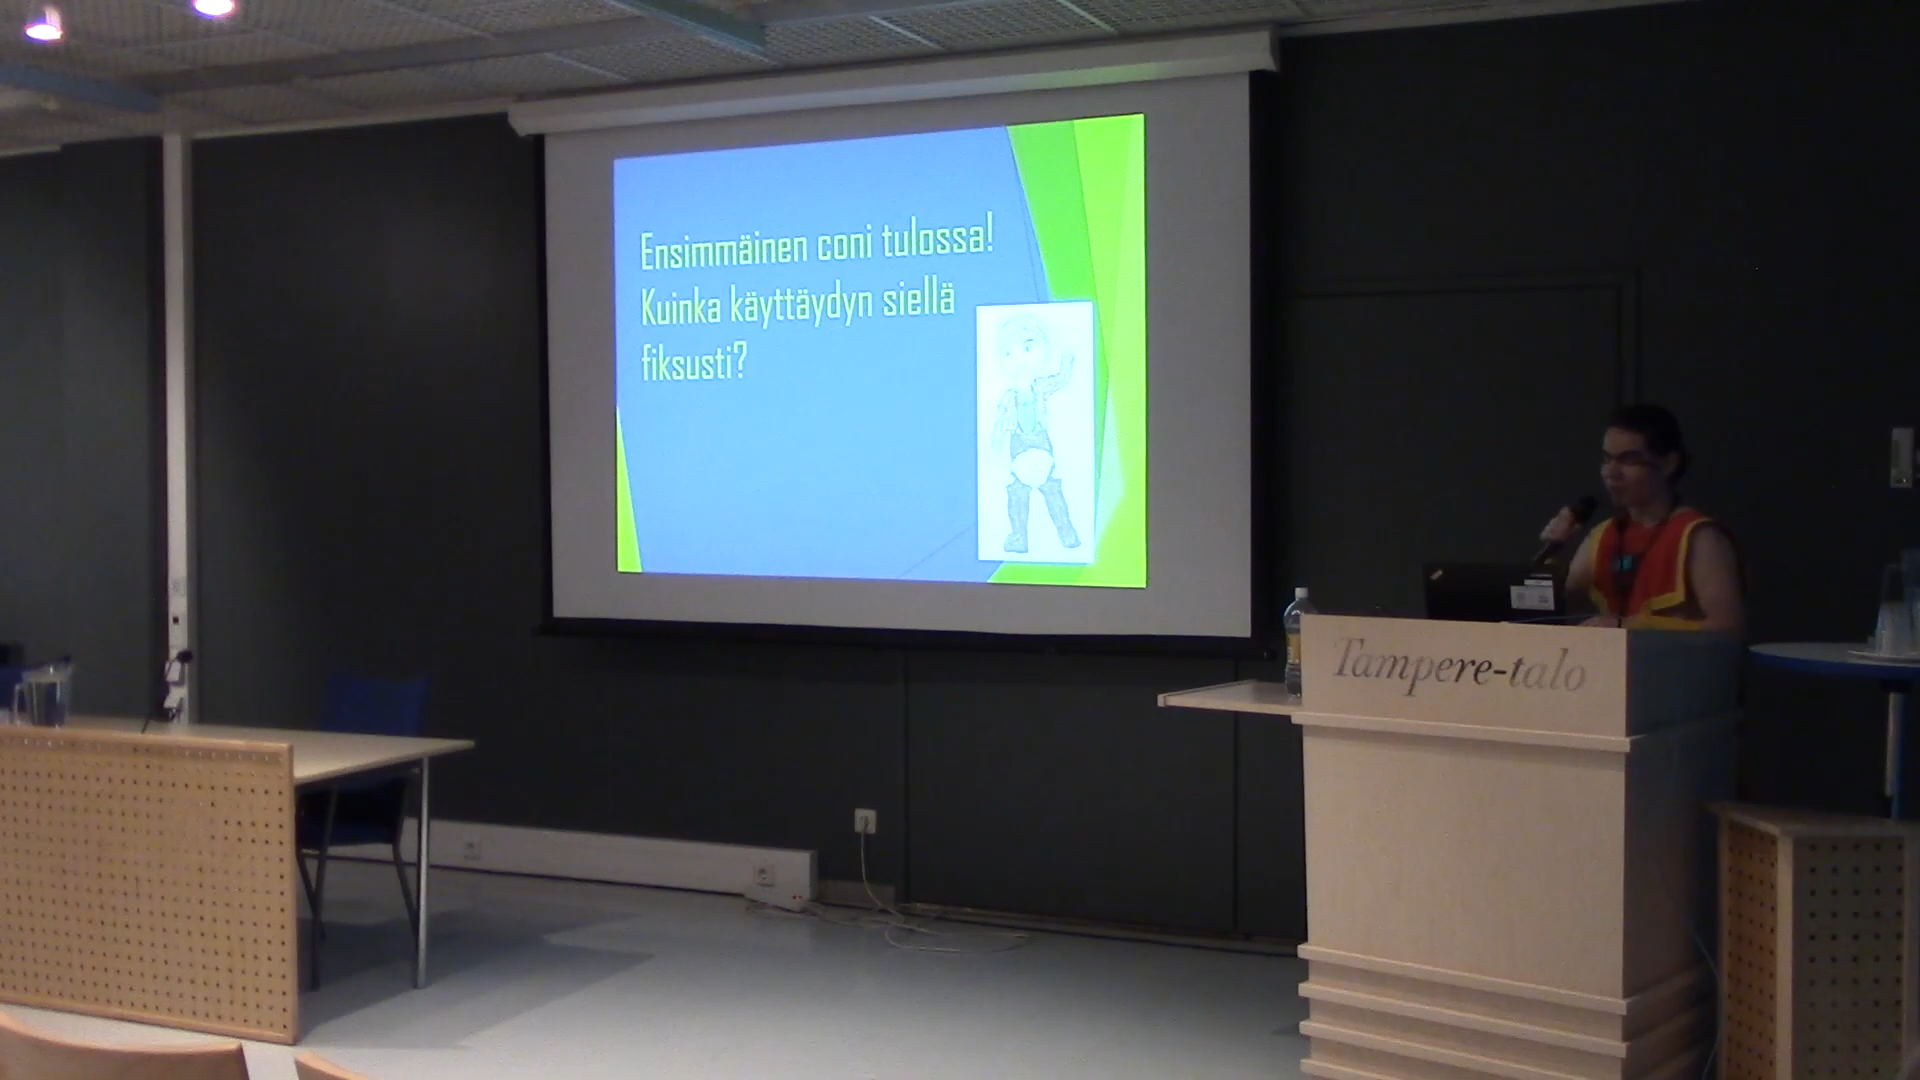 Ensimmäinen coni tulossa!
Kuinka käyttäydyn siellä
fiksusti?
Tampere-talo